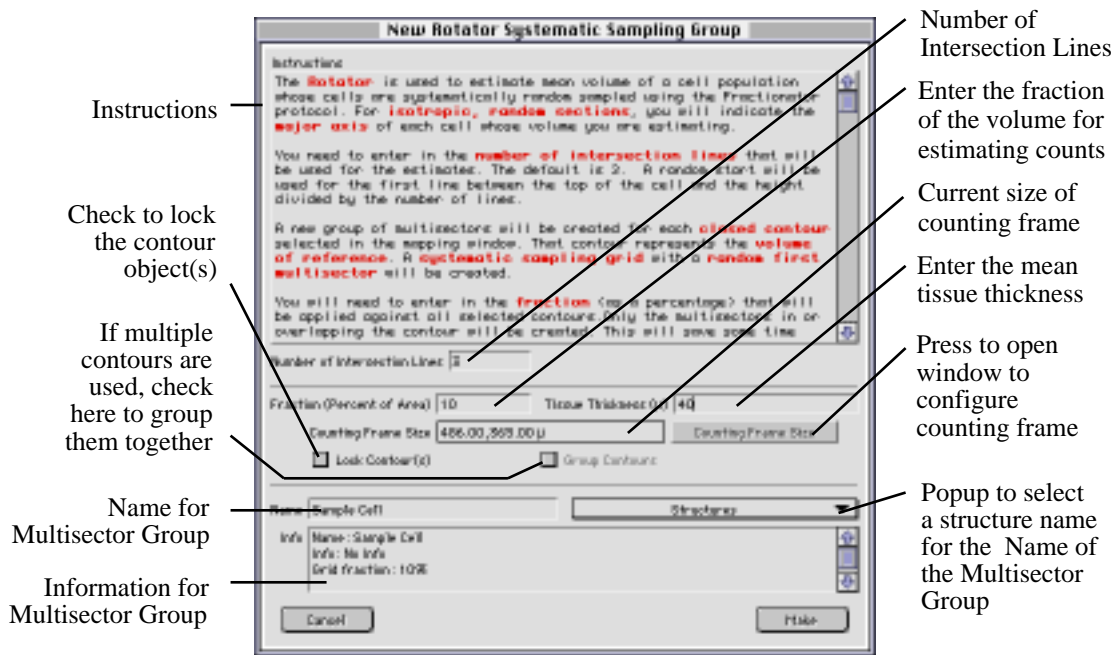 New Rotator Systematic Sampling Group
Instructions
The Rotator is used to estimate mean volume of a cell population
whose cells are systematically random sampled using the Fractionator
protocol. For isotropic, random sections, you will indicate the
major axis of each cell whose volume you are estimating.
You need to enter in the number of intersection lines that will
be used for the estimates. The default is 3. A random start will be
used for the first line between the top of the cell and the height
divided by the number of lines.
A new group of multisectors will be created for each closed contour
selected in the mapping window. That contour represents the volume
of reference. A systematic sampling grid with a random first
multisector will be created.
You will need to enter in the fraction (as a percentage) that will
be applied against all selected contours. Only the multisectors in or
overlapping the contour will be created. This will save some time
Number of Intersection Lines 3
Fraction (Percent of Area) 10
Tissue Thickness (µ) 40
Counting Frame Size
Counting Frame Size
Lock Contour(s)
Group Contours
Name Sample Cell
Structures
Info Name: Sample Cell
Info: No Info
Grid fraction: 10%
Cancel
Make
Instructions
Check to lock
the contour
object(s)
If multiple
contours are
used, check
here to group
them together
Name for
Multisector Group
Information for
Multisector Group
Number of
Intersection Lines
Enter the fraction
of the volume for
estimating counts
Current size of
counting frame
Enter the mean
tissue thickness
Press to open
window to
configure
counting frame
Popup to select
a structure name
for the Name of
the Multisector
Group